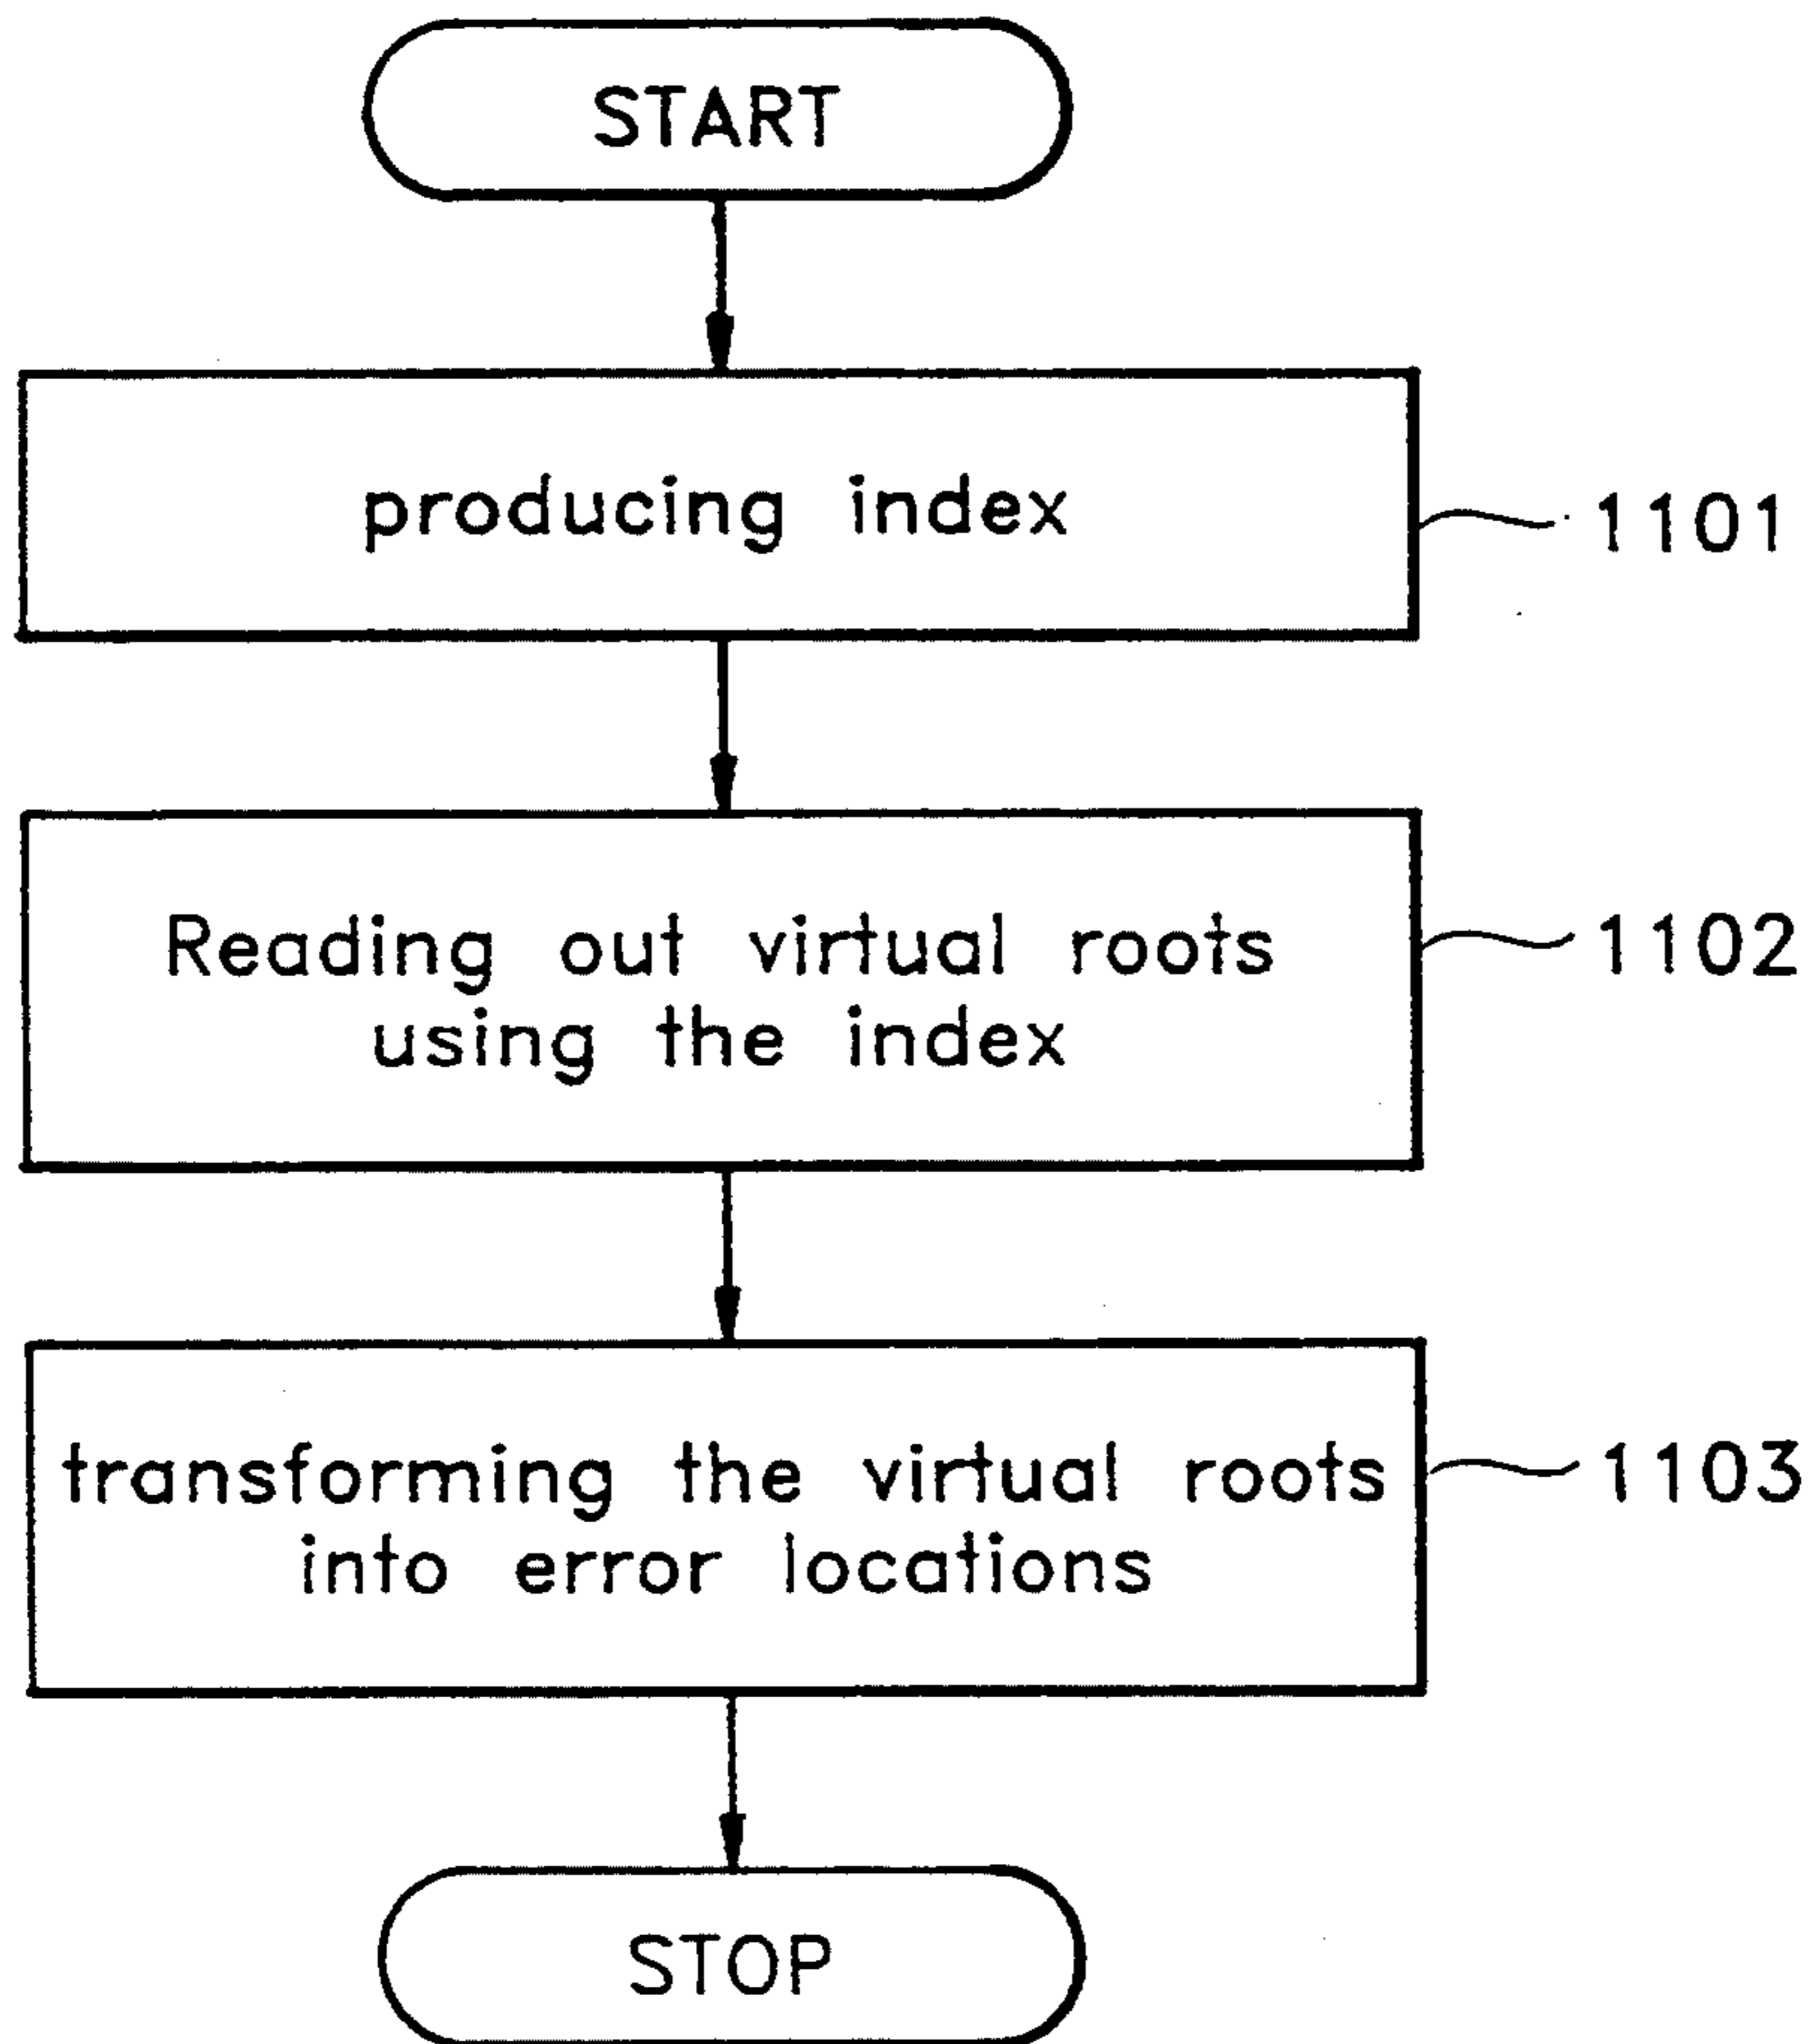 START
producing index
1101
Reading out virtual roots
using the index
1102
transforming the virtual roots
into error locations
1103
STOP